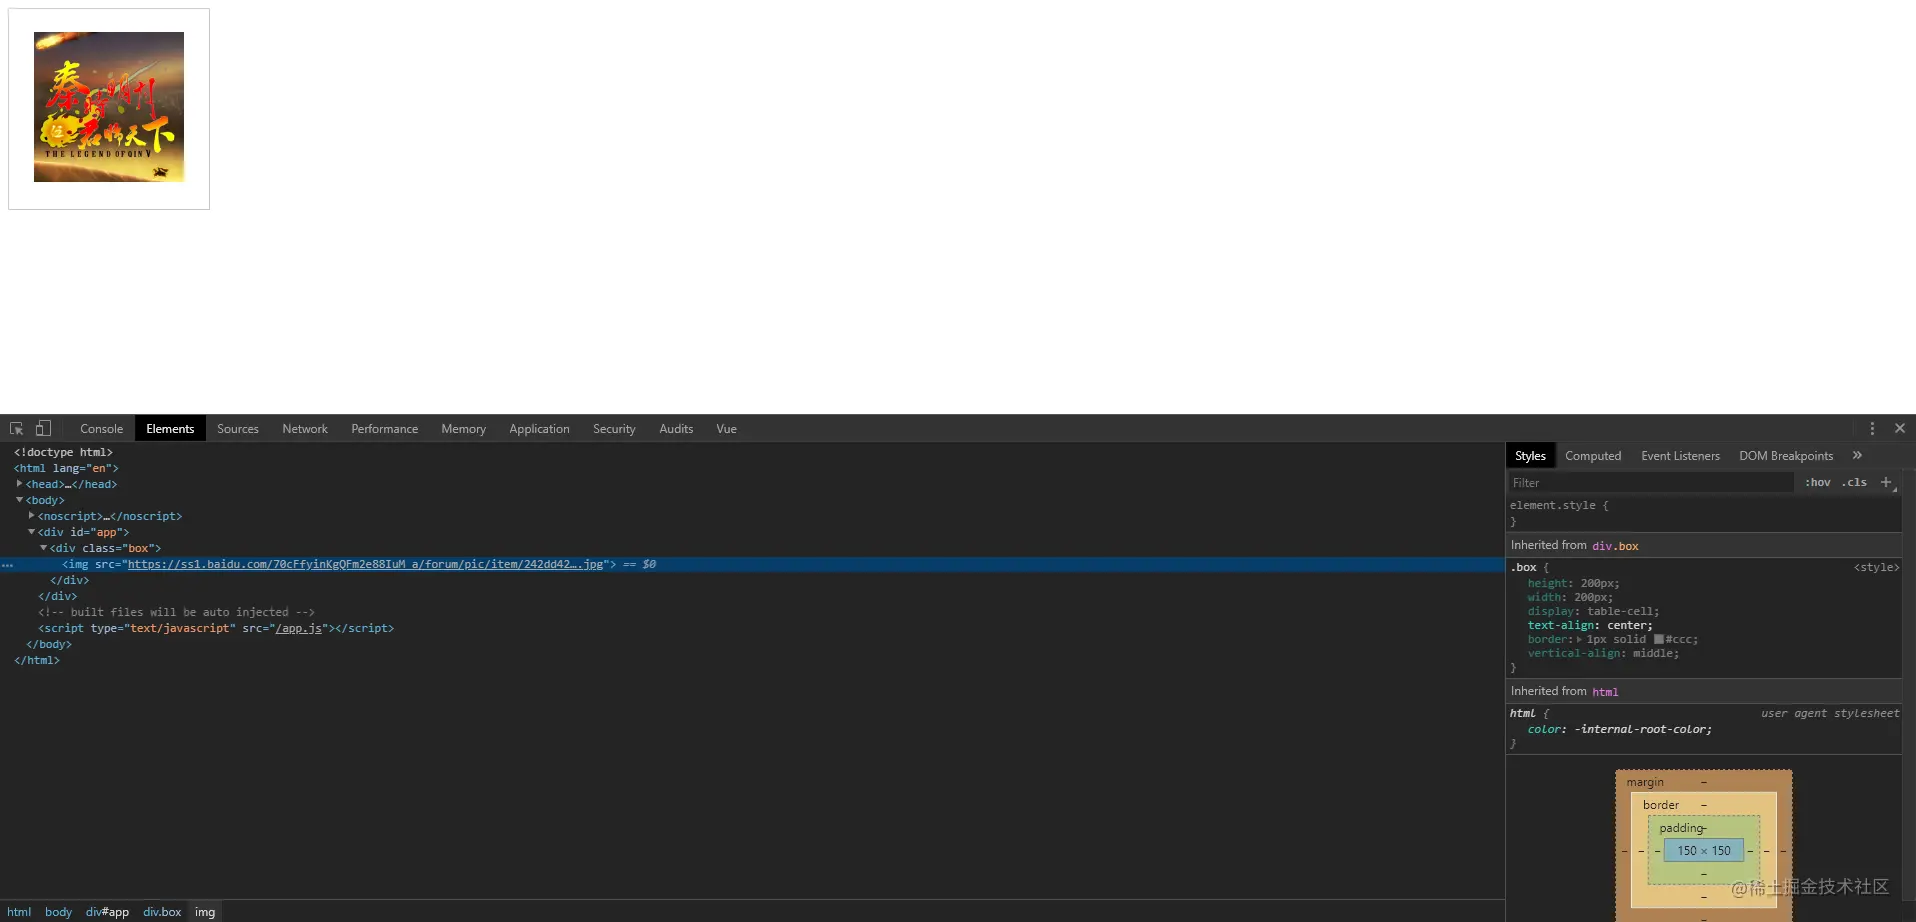 秦时明月
君临天下
THE LEGEND OF QIN V
Console Elements Sources Network Performance Memory Application Security Audits Vue
<!doctype html>
<html lang="en">
<head>…</head>
<body>
<noscript>…</noscript>
<div id="app">
<div class="box">
<img src="https://ss1.baidu.com/70cFfyinKgQFm2e88IuM_a/forum/pic/item/242dd42….jpg"> == $0
</div>
</div>
<!-- built files will be auto injected -->
<script type="text/javascript" src="/app.js"></script>
</body>
</html>
html body div#app div.box img
Styles Computed Event Listeners DOM Breakpoints »
Filter :hov .cls +
element.style {
}
Inherited from div.box
.box { <style>
height: 200px;
width: 200px;
display: table-cell;
text-align: center;
border: 1px solid #ccc;
vertical-align: middle;
}
Inherited from html
html { user agent stylesheet
color: -internal-root-color;
}
margin –
border –
padding –
– – – 150 × 150 – – –
–
–
–
@稀土掘金技术社区